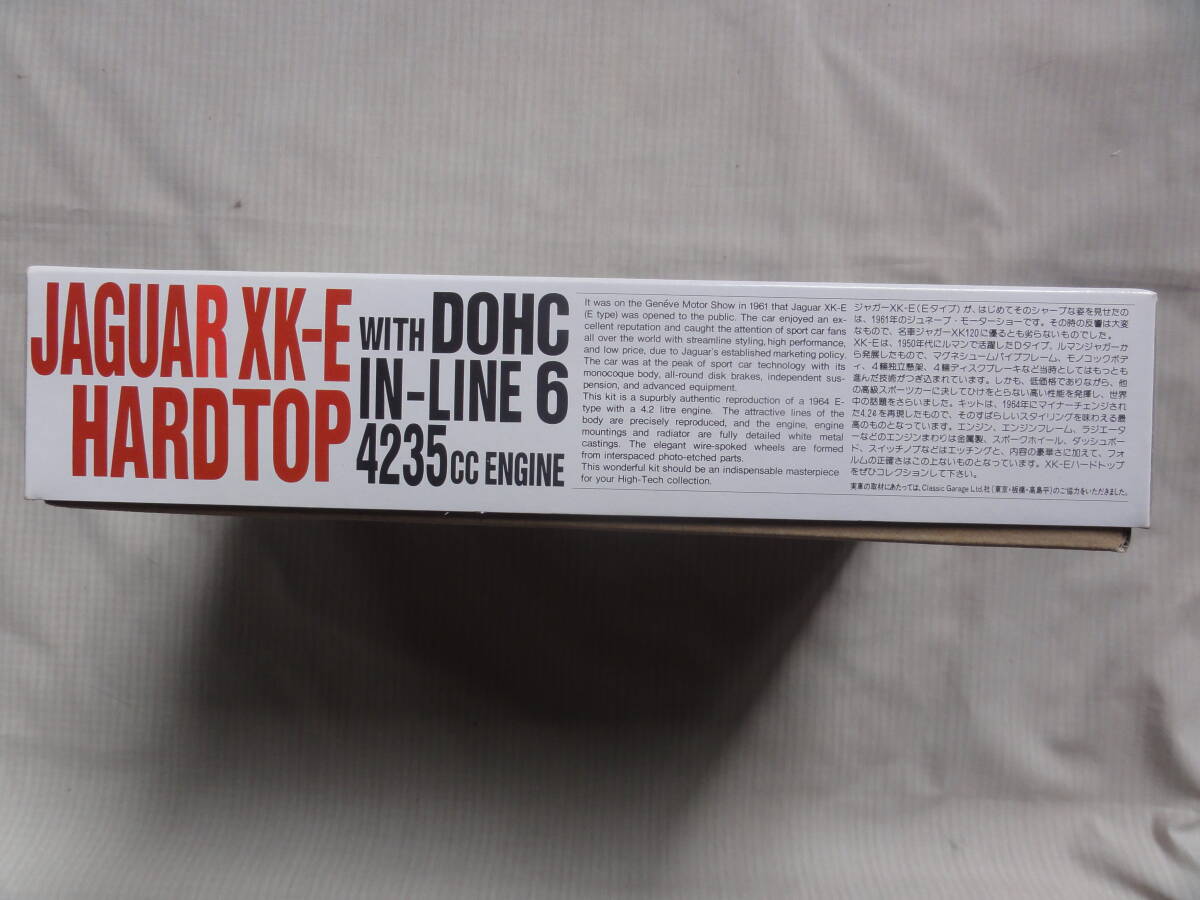 JAGUAR XK-E
HARDTOP
WITH DOHC
IN-LINE 6
4235CC ENGINE
It was on the Genéve Motor Show in 1961 that Jaguar XK-E
(E type) was opened to the public. The car enjoyed an ex-
cellent reputation and caught the attention of sport car fans
all over the world with streamline styling, high performance,
and low price, due to Jaguar's established marketing policy.
The car was at the peak of sport car technology with its
monocoque body, all-round disk brakes, independent sus-
pension, and advanced equipment.
This kit is a supurbly authentic reproduction of a 1964 E-
type with a 4.2 litre engine. The attractive lines of the
body are precisely reproduced, and the engine, engine
mountings and radiator are fully detailed white metal
castings. The elegant wire-spoked wheels are formed
from interspaced photo-etched parts.
This wonderful kit should be an indispensable masterpiece
for your High-Tech collection.
ジャガーXK-E(Eタイプ)が、はじめてそのシャープな姿を見せたの
は、1961年のジュネーブ・モーターショーです。その時の反響は大変
なもので、名車ジャガーXK120に優るとも劣らないものでした。
XK-Eは、1950年代にルマンで活躍したDタイプ、ルマンジャガーか
ら発展したもので、マグネシュームパイプフレーム、モノコックボデ
ィ、4輪独立懸架、4輪ディスクブレーキなど当時としてはもっとも
進んだ技術がつぎ込まれています。しかも、低価格でありながら、他
の高級スポーツカーに決してひけをとらない高い性能を発揮し、世界
中の話題をさらいました。キットは、1964年にマイナーチェンジされ
た4.2ℓを再現したもので、そのすばらしいスタイリングを味わえる最
高のものとなっています。エンジン、エンジンフレーム、ラジエータ
ーなどのエンジンまわりは金属製、スポークホイール、ダッシュボー
ド、スイッチノブなどはエッチングと、内容の豪華さに加えて、フォ
ルムの正確さはこの上ないものとなっています。XK-Eハードトップ
をぜひコレクションして下さい。
実車の取材にあたっては、Classic Garage Ltd.社(東京・板橋・高島平)のご協力をいただきました。